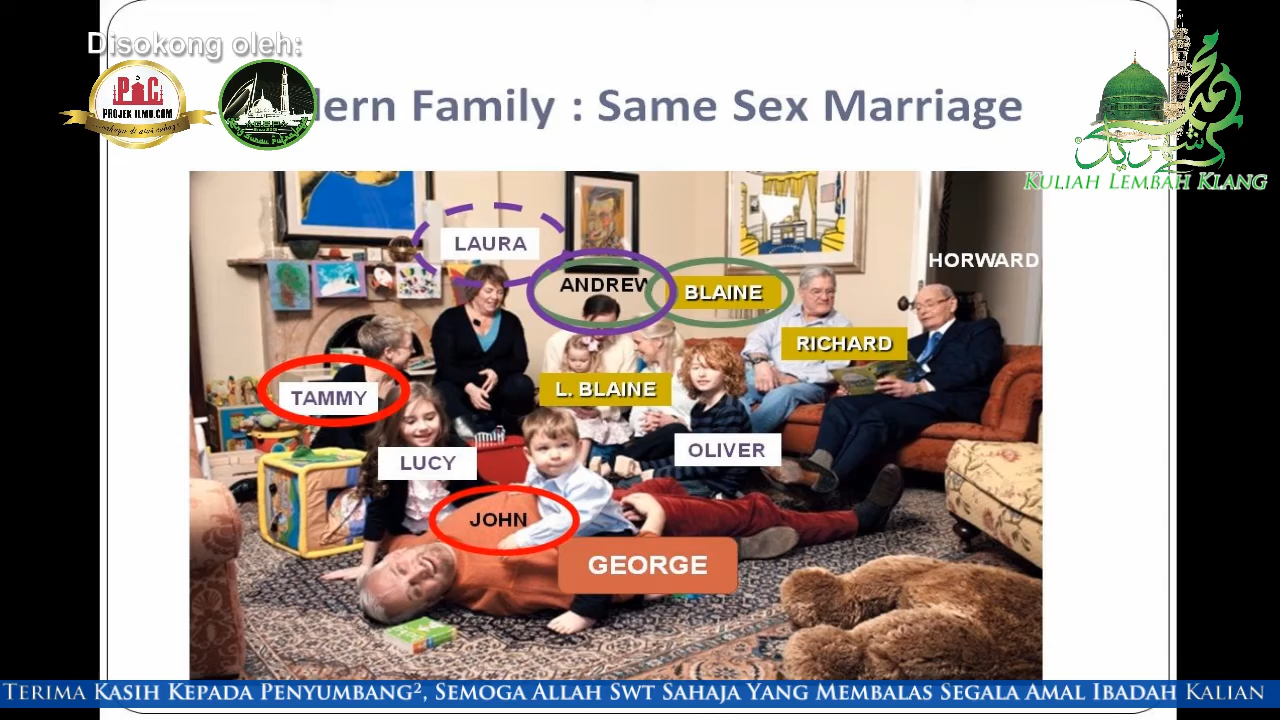 Disokong oleh:
PIC
PROJEK ILMU.COM
dern Family : Same Sex Marriage
KULIAH LEMBAH KLANG
LAURA
HORWARD
ANDREW
BLAINE
RICHARD
TAMMY
L. BLAINE
LUCY
OLIVER
JOHN
GEORGE
TERIMA KASIH KEPADA PENYUMBANG², SEMOGA ALLAH SWT SAHAJA YANG MEMBALAS SEGALA AMAL IBADAH KALIAN